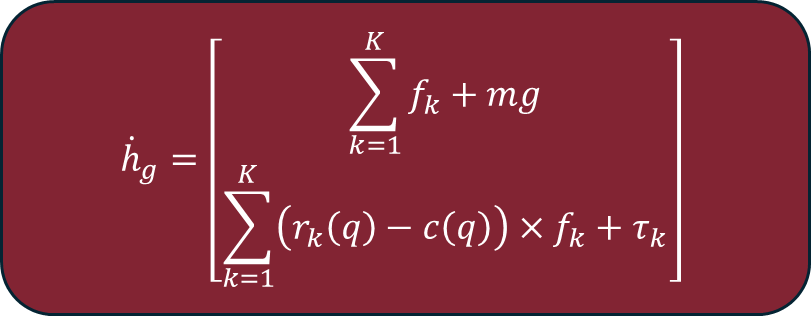 ḣ_g = [ ∑_{k=1}^{K} f_k + mg
∑_{k=1}^{K} (r_k(q) − c(q)) × f_k + τ_k ]